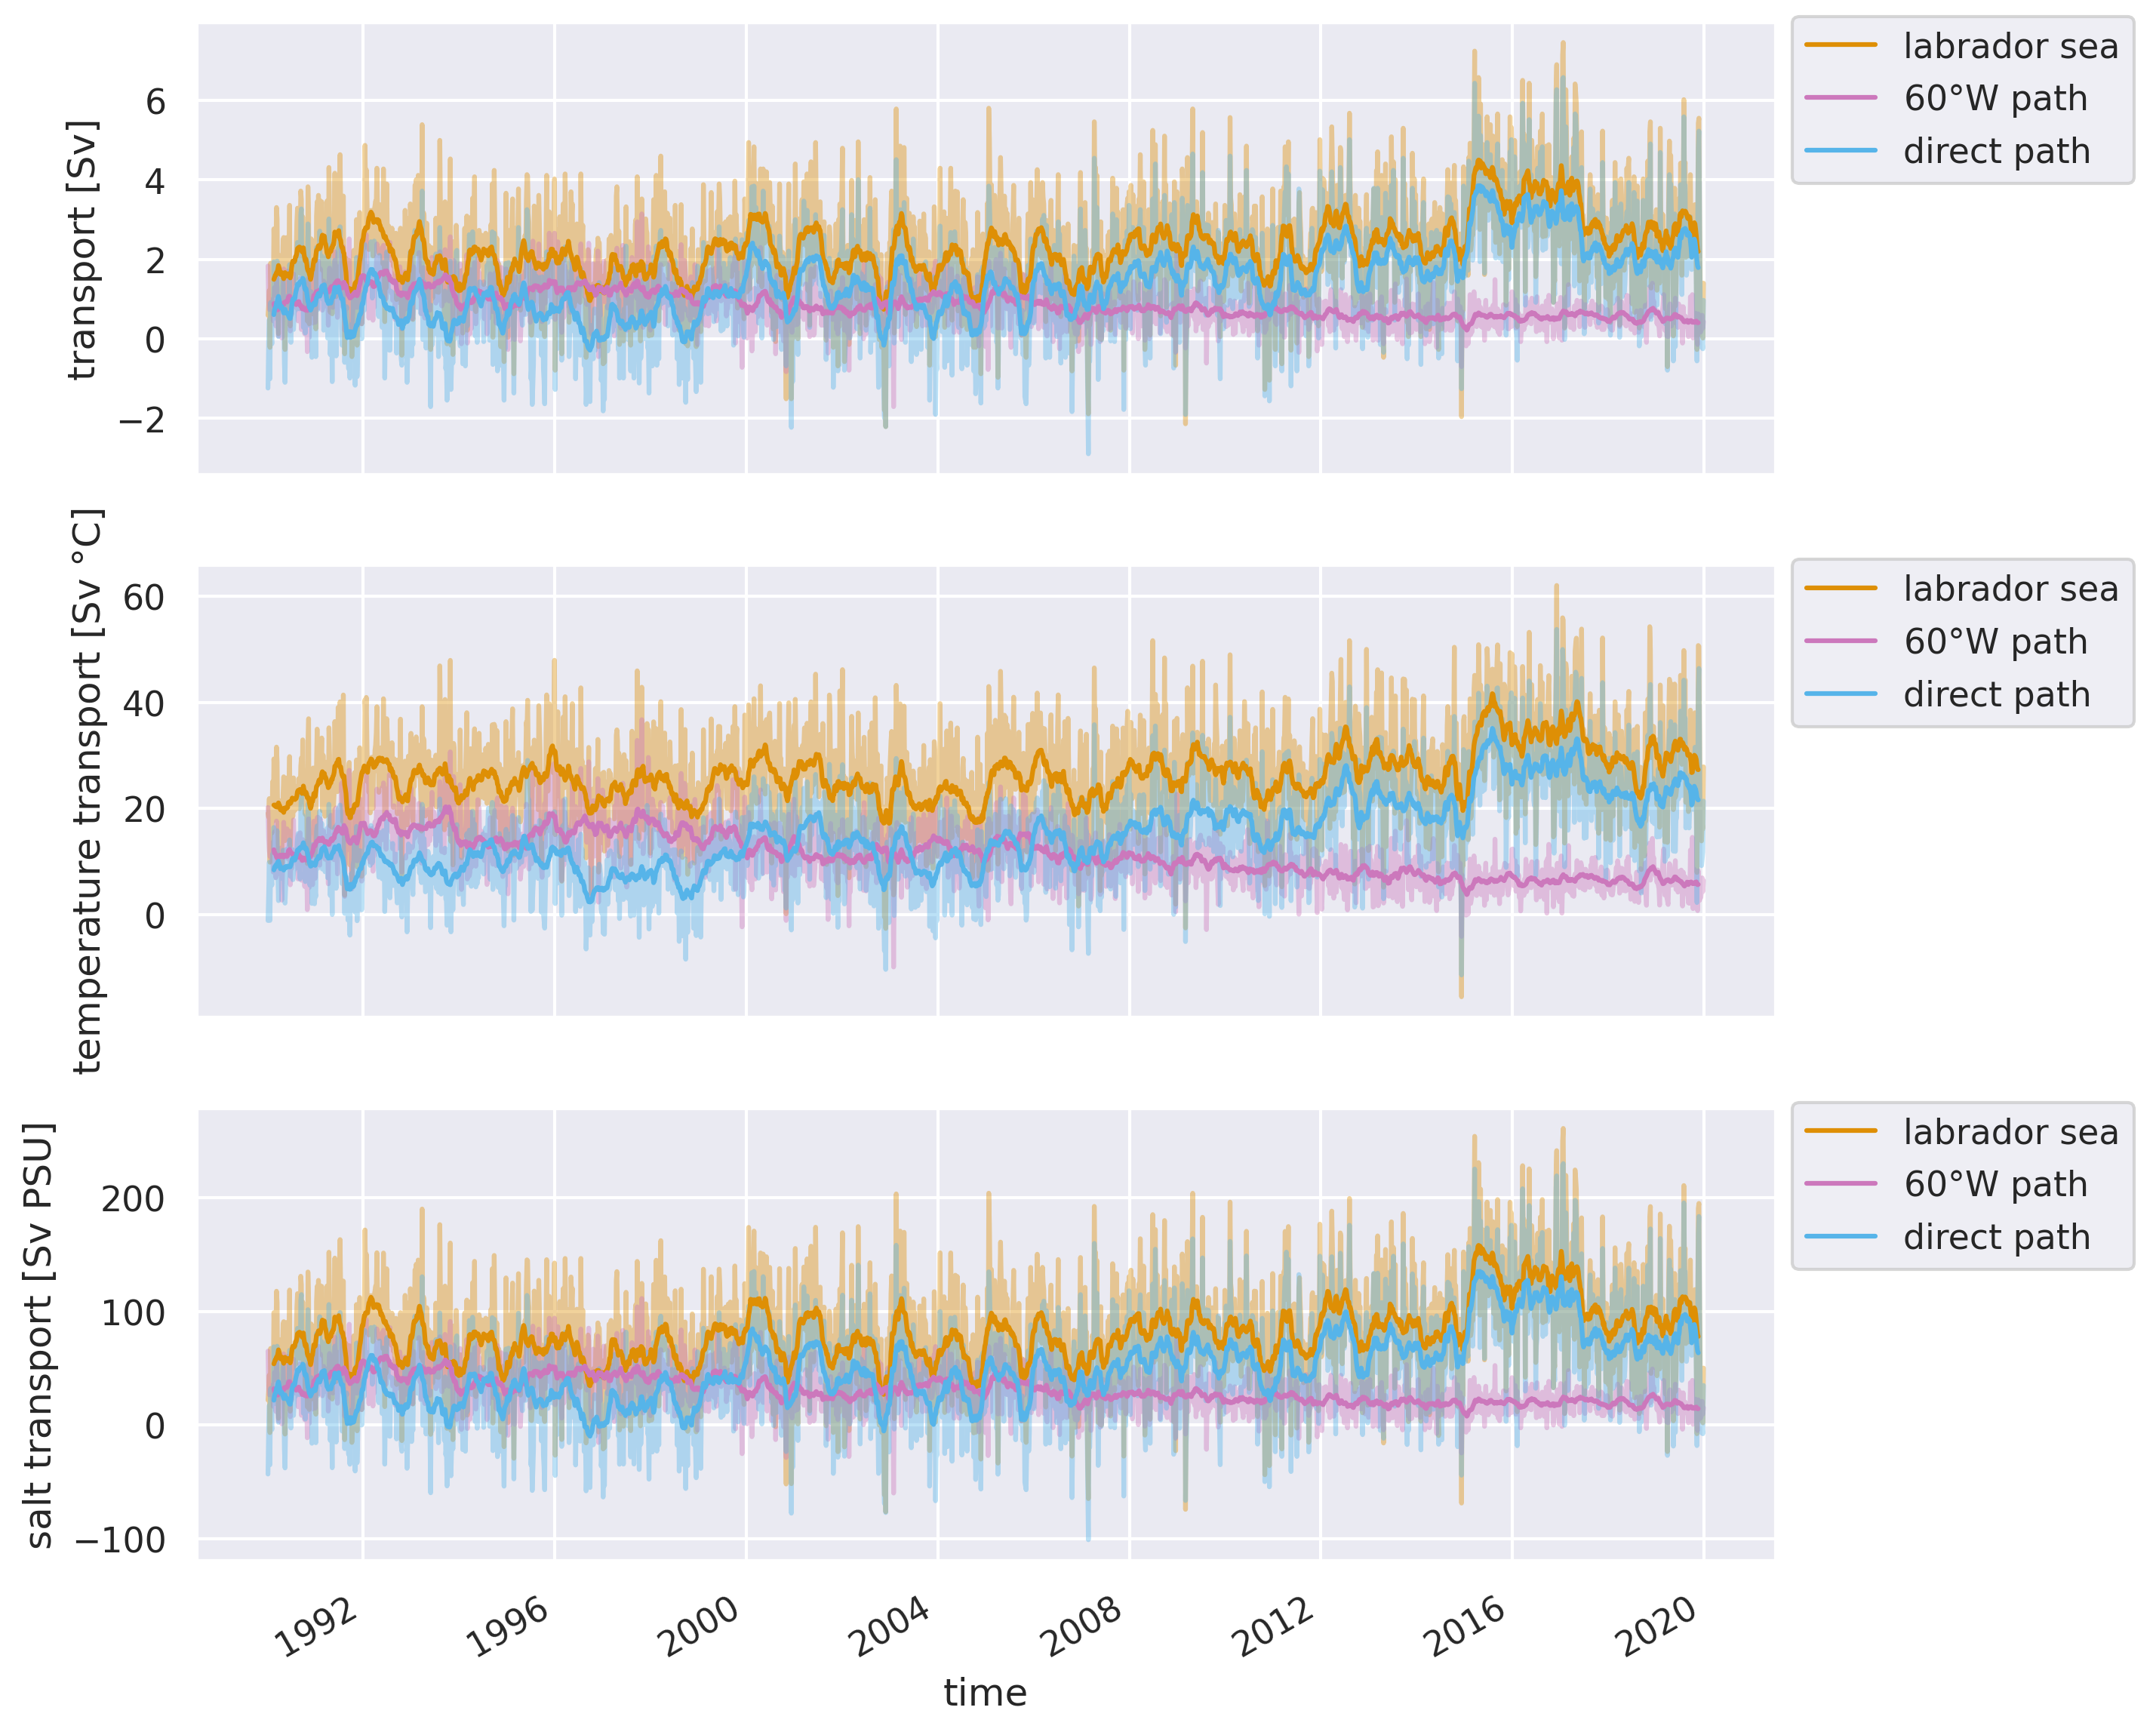 transport [Sv]
6
4
2
0
−2
labrador sea
60°W path
direct path
temperature transport [Sv °C]
60
40
20
0
labrador sea
60°W path
direct path
salt transport [Sv PSU]
200
100
0
−100
labrador sea
60°W path
direct path
1992
1996
2000
2004
2008
2012
2016
2020
time